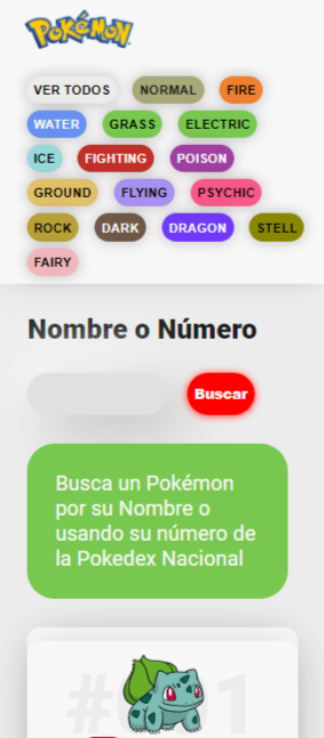 POKÉMON
VER TODOS NORMAL FIRE
WATER GRASS ELECTRIC
ICE FIGHTING POISON
GROUND FLYING PSYCHIC
ROCK DARK DRAGON STELL
FAIRY
Nombre o Número
Buscar
Busca un Pokémon
por su Nombre o
usando su número de
la Pokedex Nacional